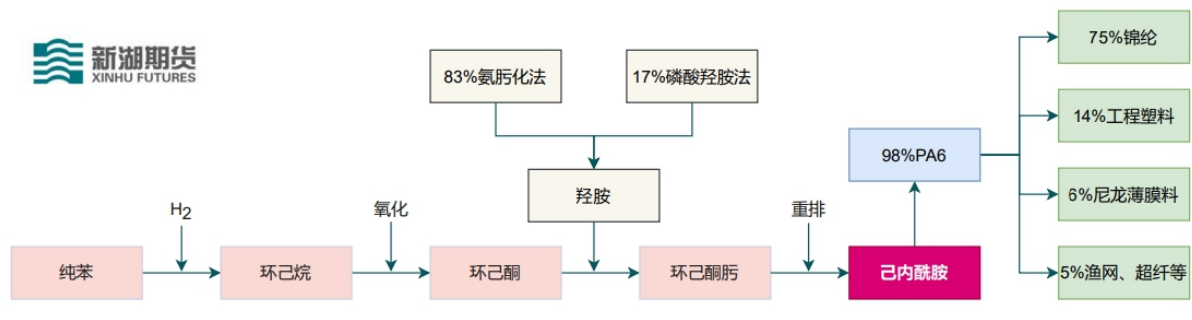 新湖期货
XINHU FUTURES
83%氨肟化法
17%磷酸羟胺法
羟胺
H2
氧化
重排
纯苯
环己烷
环己酮
环己酮肟
己内酰胺
98%PA6
75%锦纶
14%工程塑料
6%尼龙薄膜料
5%渔网、超纤等